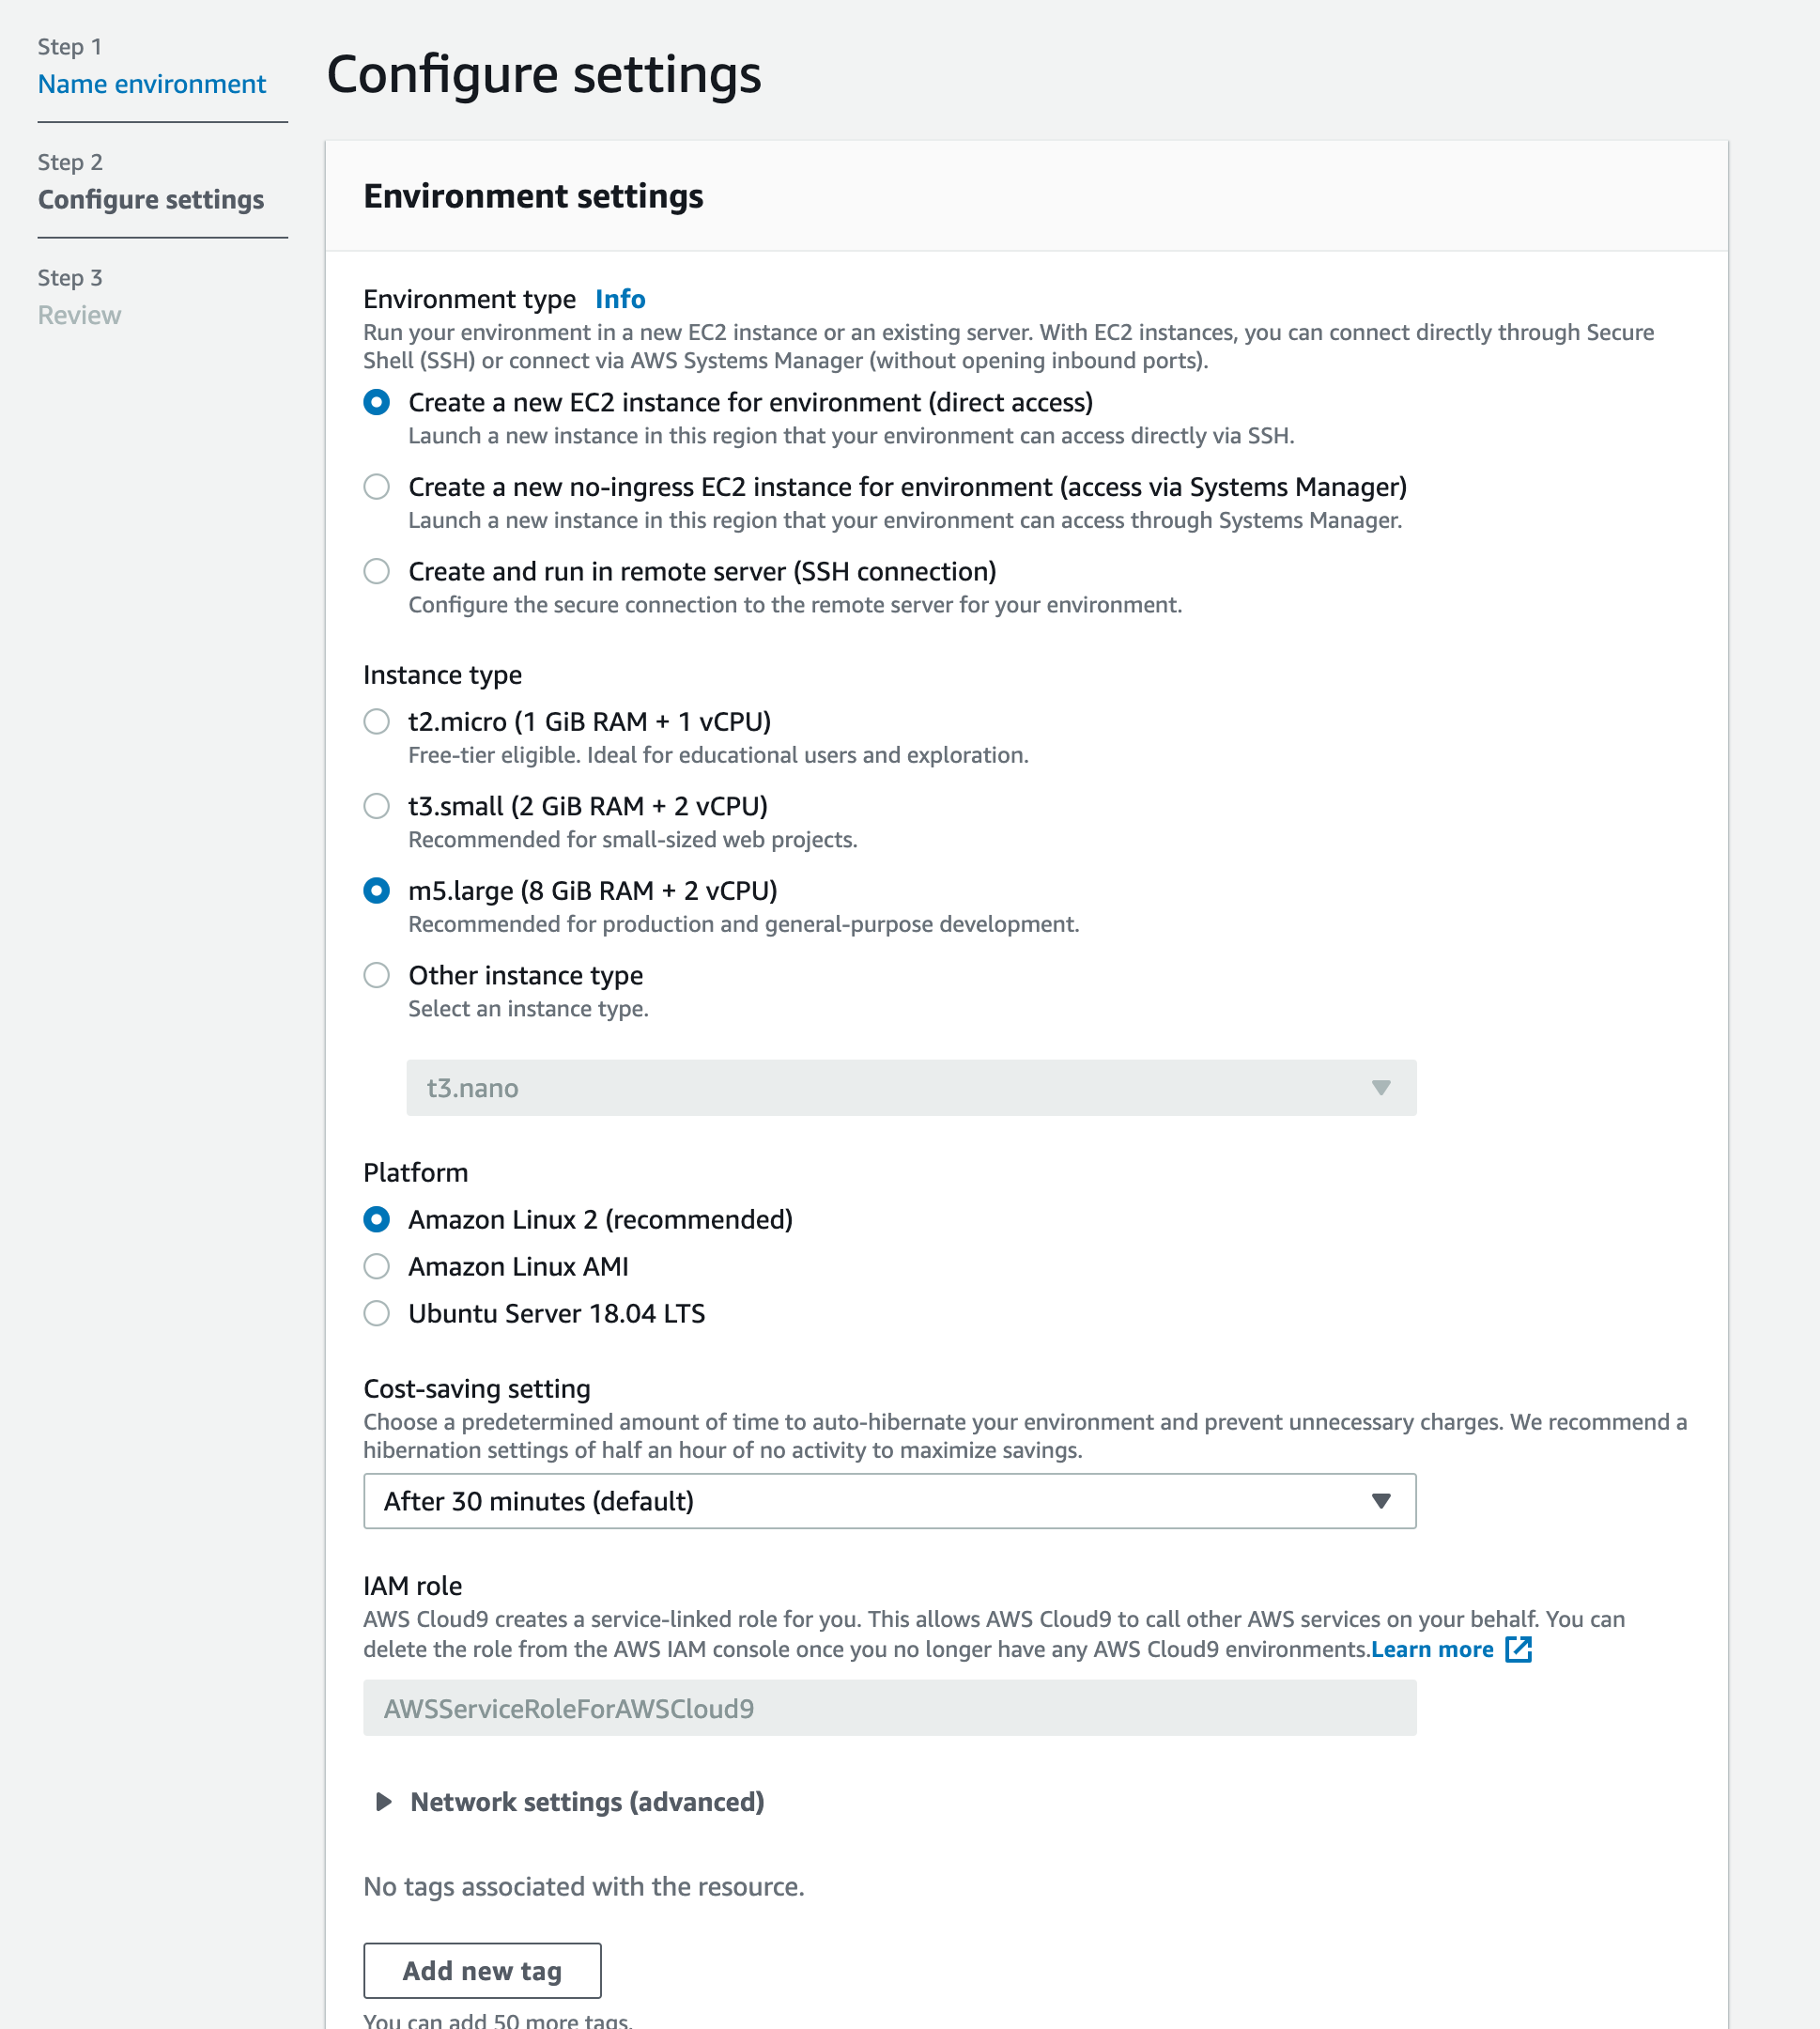 Step 1
Name environment
Step 2
Configure settings
Step 3
Review
Configure settings
Environment settings
Environment type Info
Run your environment in a new EC2 instance or an existing server. With EC2 instances, you can connect directly through Secure
Shell (SSH) or connect via AWS Systems Manager (without opening inbound ports).
Create a new EC2 instance for environment (direct access)
Launch a new instance in this region that your environment can access directly via SSH.
Create a new no-ingress EC2 instance for environment (access via Systems Manager)
Launch a new instance in this region that your environment can access through Systems Manager.
Create and run in remote server (SSH connection)
Configure the secure connection to the remote server for your environment.
Instance type
t2.micro (1 GiB RAM + 1 vCPU)
Free-tier eligible. Ideal for educational users and exploration.
t3.small (2 GiB RAM + 2 vCPU)
Recommended for small-sized web projects.
m5.large (8 GiB RAM + 2 vCPU)
Recommended for production and general-purpose development.
Other instance type
Select an instance type.
t3.nano
Platform
Amazon Linux 2 (recommended)
Amazon Linux AMI
Ubuntu Server 18.04 LTS
Cost-saving setting
Choose a predetermined amount of time to auto-hibernate your environment and prevent unnecessary charges. We recommend a
hibernation settings of half an hour of no activity to maximize savings.
After 30 minutes (default)
IAM role
AWS Cloud9 creates a service-linked role for you. This allows AWS Cloud9 to call other AWS services on your behalf. You can
delete the role from the AWS IAM console once you no longer have any AWS Cloud9 environments.Learn more
AWSServiceRoleForAWSCloud9
Network settings (advanced)
No tags associated with the resource.
Add new tag
You can add 50 more tags.